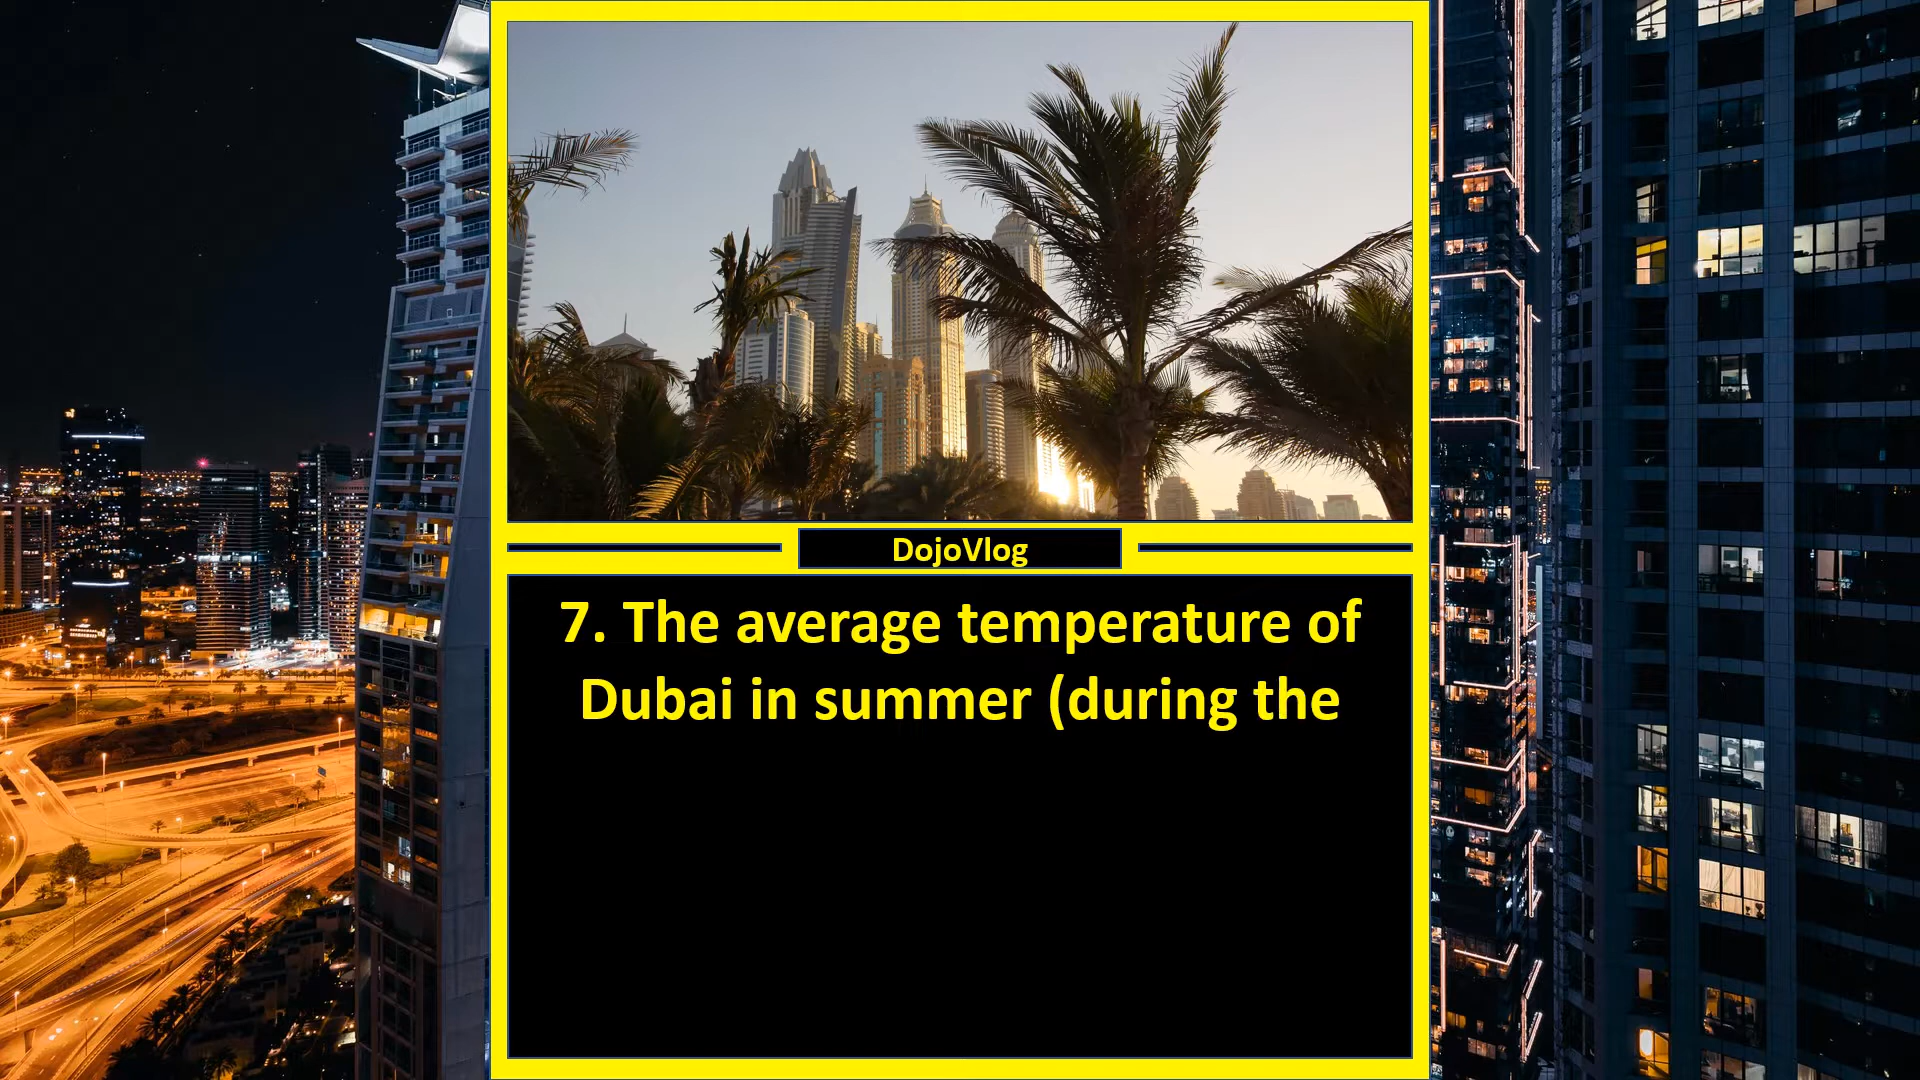 DojoVlog
7. The average temperature of
Dubai in summer (during the